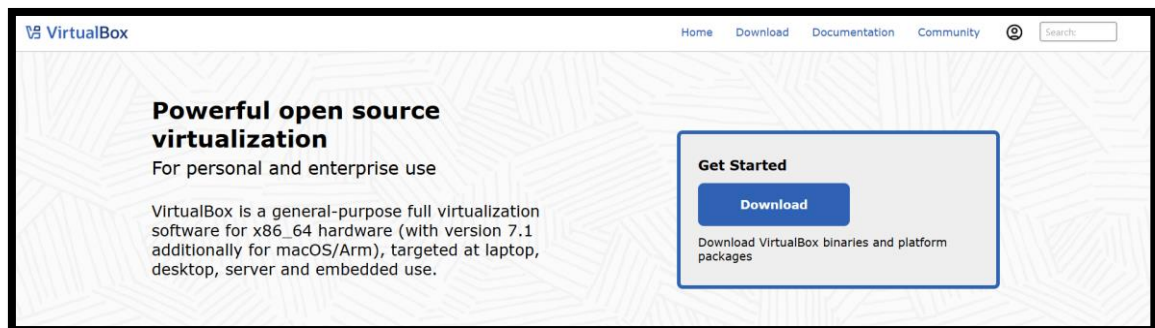 VirtualBox
Home Download Documentation Community Search:
Powerful open source
virtualization
For personal and enterprise use
VirtualBox is a general-purpose full virtualization
software for x86_64 hardware (with version 7.1
additionally for macOS/Arm), targeted at laptop,
desktop, server and embedded use.
Get Started
Download
Download VirtualBox binaries and platform
packages